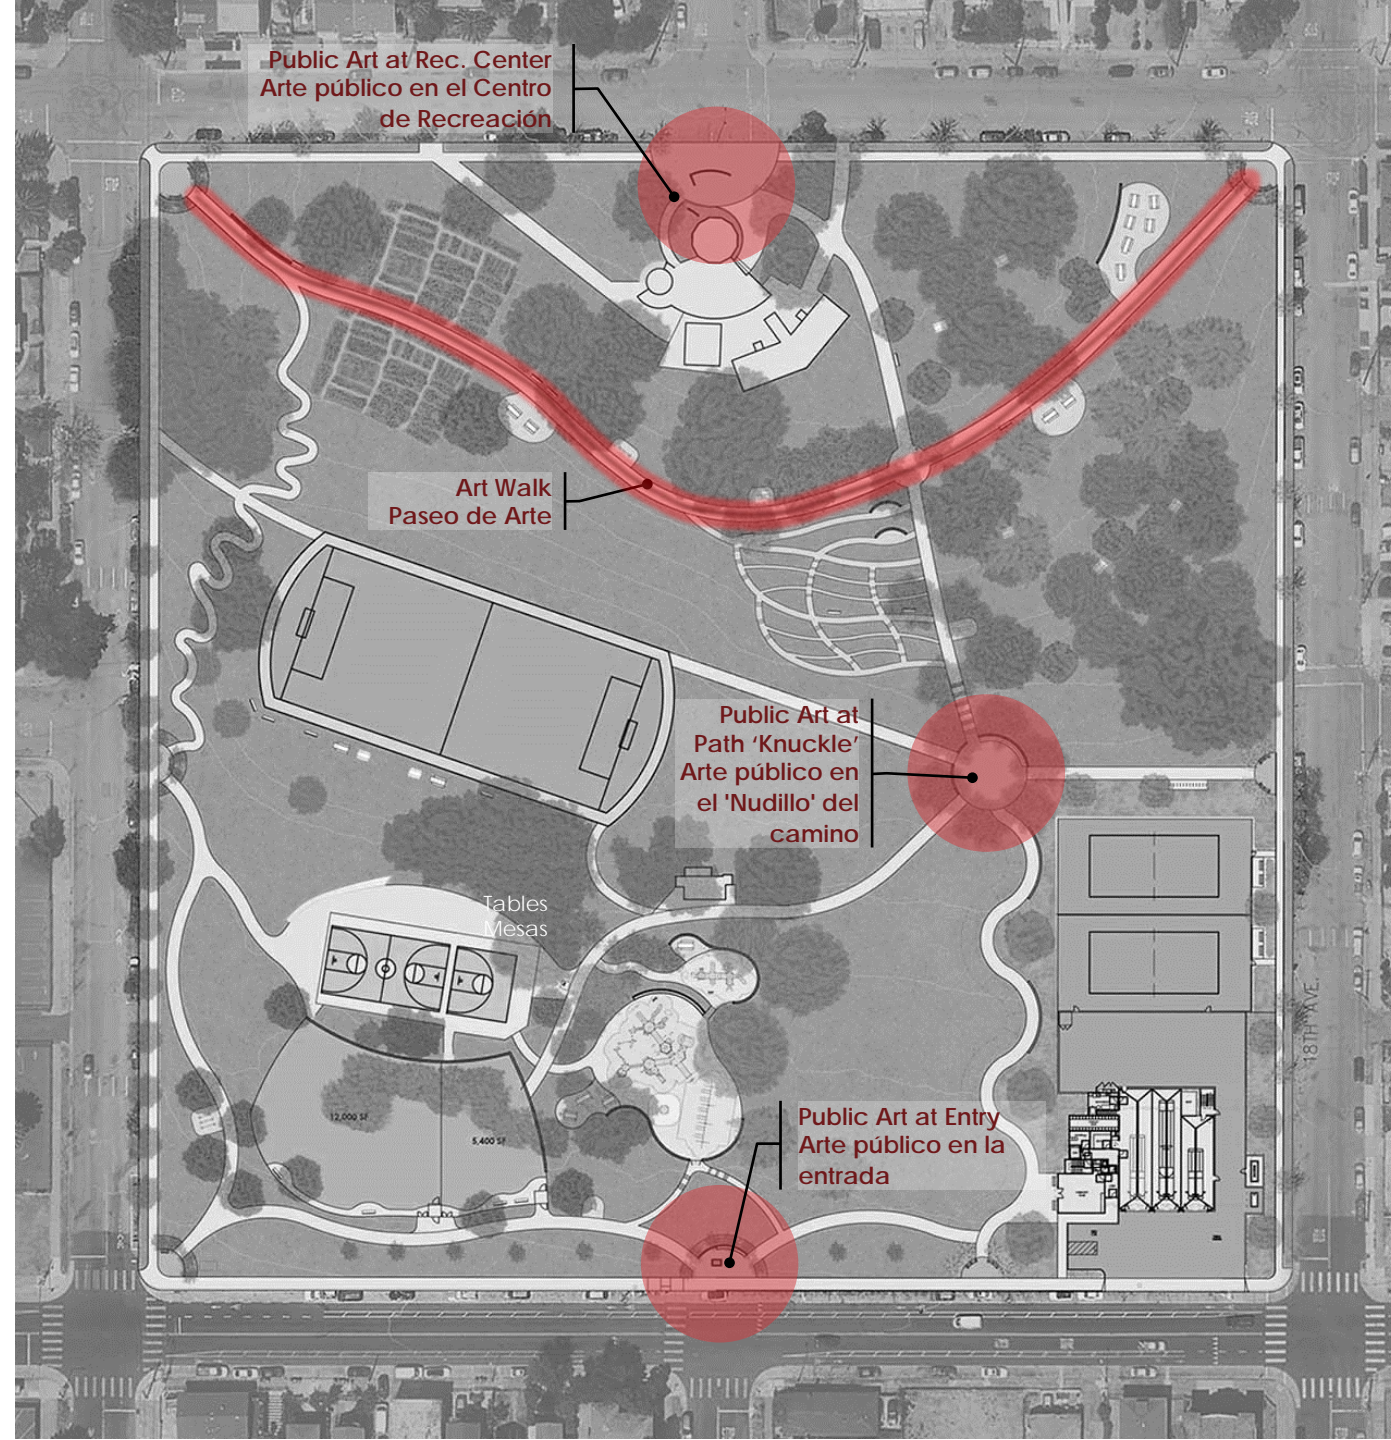 Public Art at Rec. Center
Arte público en el Centro
de Recreación
STOP
Art Walk
Paseo de Arte
Public Art at
Path ‘Knuckle’
Arte público en
el 'Nudillo' del
camino
Tables
Mesas
18TH AVE.
12,000 SF
5,400 SF
Public Art at Entry
Arte público en la
entrada